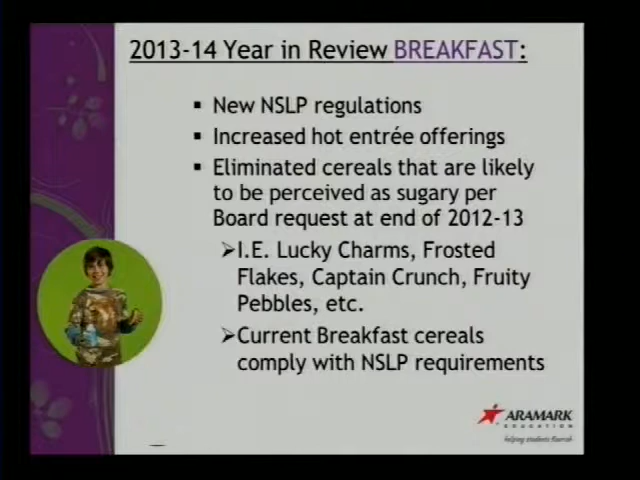 2013-14 Year in Review BREAKFAST:
▪ New NSLP regulations
▪ Increased hot entrée offerings
▪ Eliminated cereals that are likely
to be perceived as sugary per
Board request at end of 2012-13
➢I.E. Lucky Charms, Frosted
Flakes, Captain Crunch, Fruity
Pebbles, etc.
➢Current Breakfast cereals
comply with NSLP requirements
ARAMARK
EDUCATION
helping students flourish